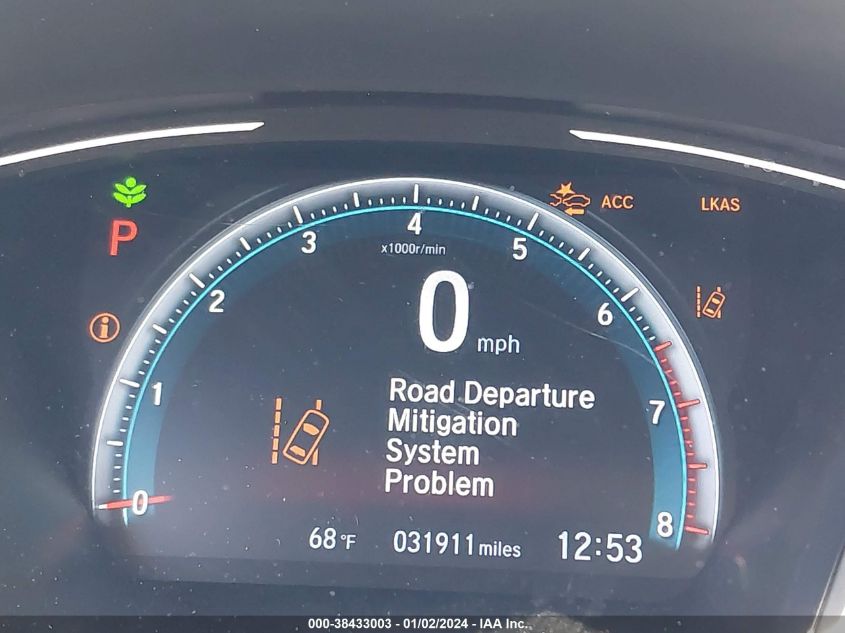 ACC
LKAS
P
x1000r/min
0
1
2
3
4
5
6
7
8
0 mph
Road Departure
Mitigation
System
Problem
68°F
031911 miles
12:53
000-38433003 - 01/02/2024 - IAA Inc.